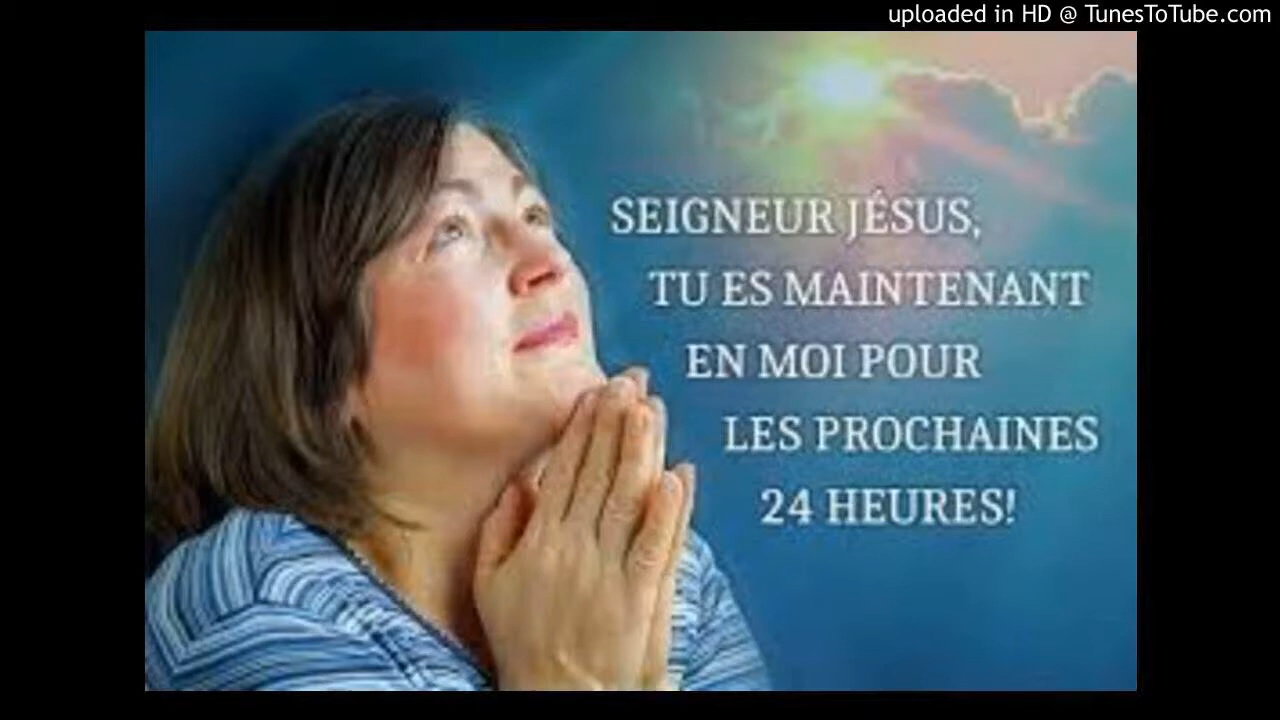 uploaded in HD @ TunesToTube.com
SEIGNEUR JÉSUS,
TU ES MAINTENANT
EN MOI POUR
LES PROCHAINES
24 HEURES!